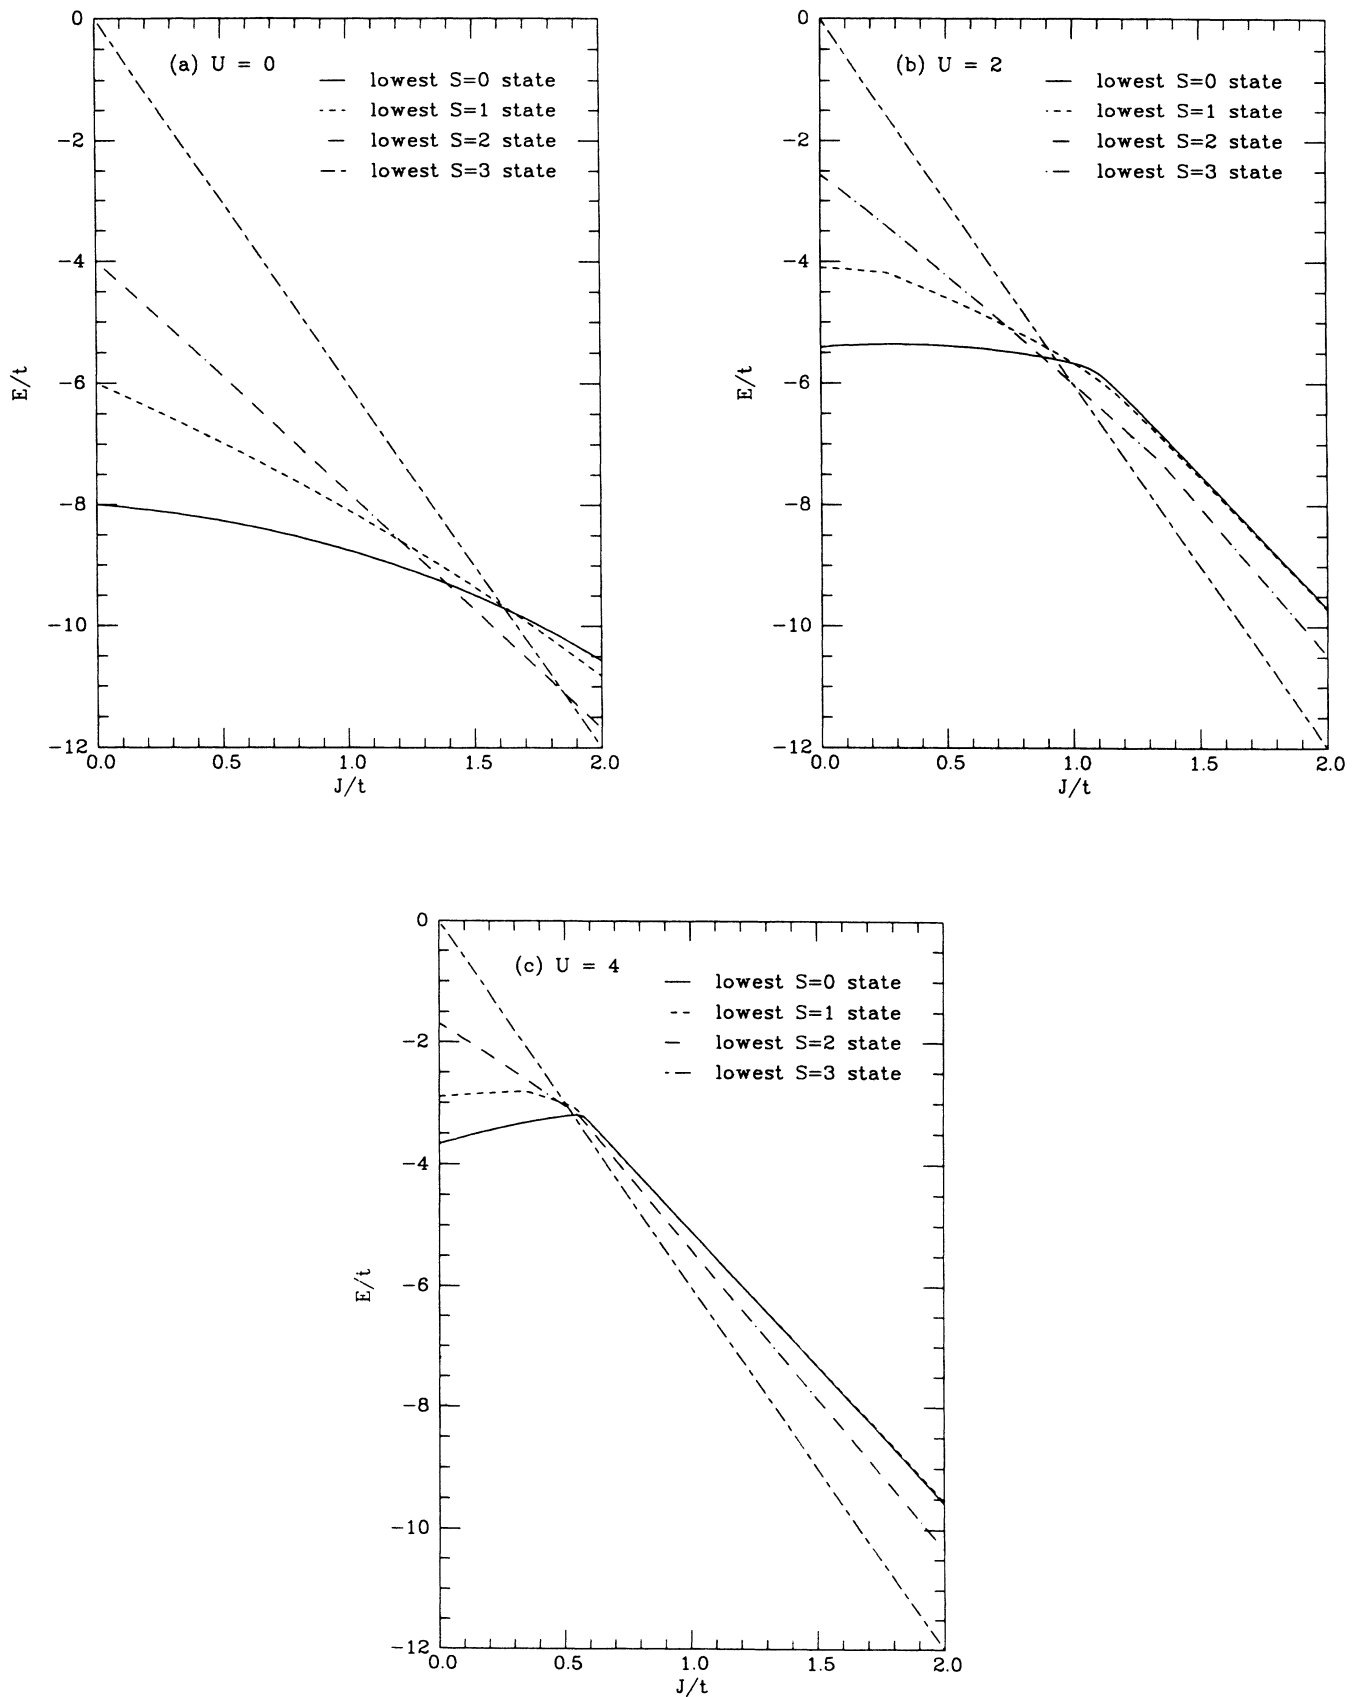 0
(a) U = 0
lowest S=0 state
lowest S=1 state
lowest S=2 state
lowest S=3 state
−2
−4
−6
−8
−10
−12
E/t
0.0 0.5 1.0 1.5 2.0
J/t
0
(b) U = 2
lowest S=0 state
lowest S=1 state
lowest S=2 state
lowest S=3 state
−2
−4
−6
−8
−10
−12
E/t
0.0 0.5 1.0 1.5 2.0
J/t
0
(c) U = 4
lowest S=0 state
lowest S=1 state
lowest S=2 state
lowest S=3 state
−2
−4
−6
−8
−10
−12
E/t
0.0 0.5 1.0 1.5 2.0
J/t